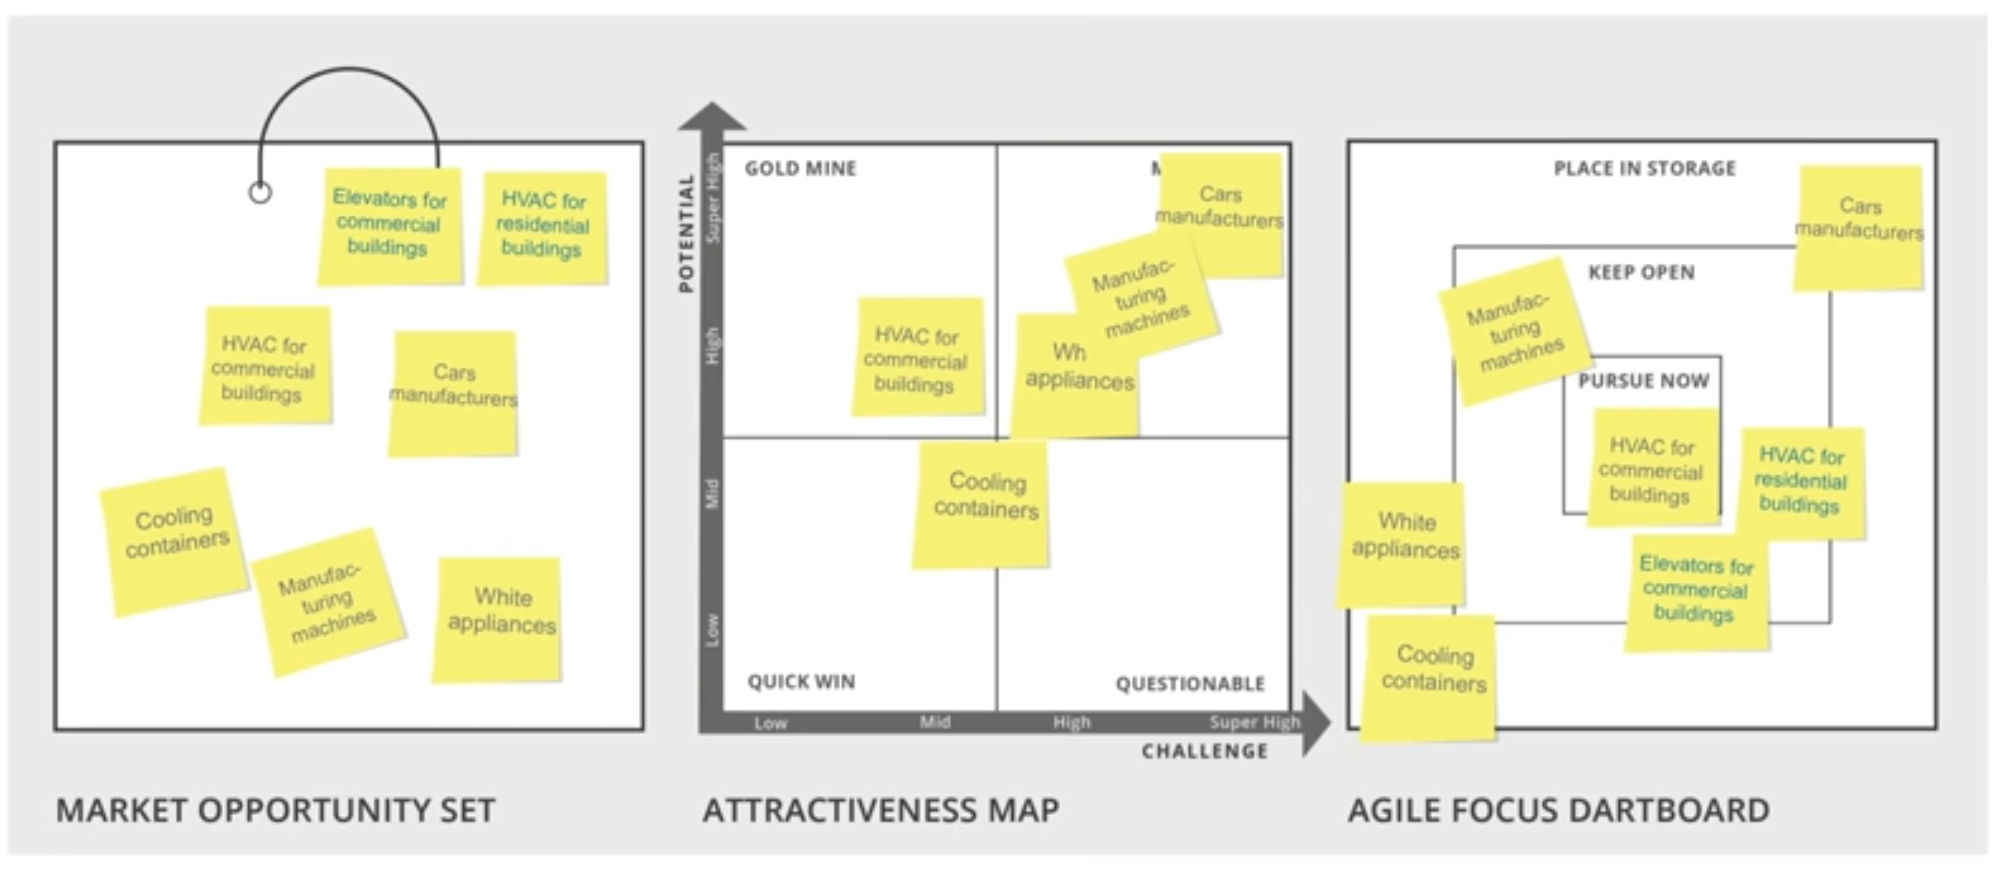 Elevators for
commercial
buildings
HVAC for
residential
buildings
HVAC for
commercial
buildings
Cars
manufacturers
Cooling
containers
Manufac-
turing
machines
White
appliances
MARKET OPPORTUNITY SET
POTENTIAL
Super High
High
Mid
Low
GOLD MINE
M
Cars
manufacturers
Manufac-
turing
machines
HVAC for
commercial
buildings
Wh
appliances
Cooling
containers
QUICK WIN
QUESTIONABLE
Low
Mid
High
Super High
CHALLENGE
ATTRACTIVENESS MAP
PLACE IN STORAGE
Cars
manufacturers
KEEP OPEN
Manufac-
turing
machines
PURSUE NOW
HVAC for
commercial
buildings
HVAC for
residential
buildings
White
appliances
Elevators for
commercial
buildings
Cooling
containers
AGILE FOCUS DARTBOARD